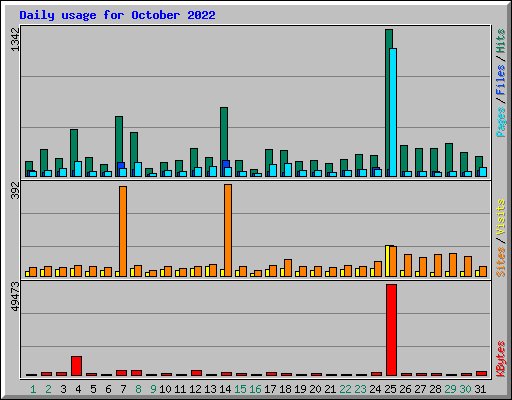 Daily usage for October 2022
1342
Pages / Files / Hits
392
Sites / Visits
49473
KBytes
1 2 3 4 5 6 7 8 9 10 11 12 13 14 15 16 17 18 19 20 21 22 23 24 25 26 27 28 29 30 31